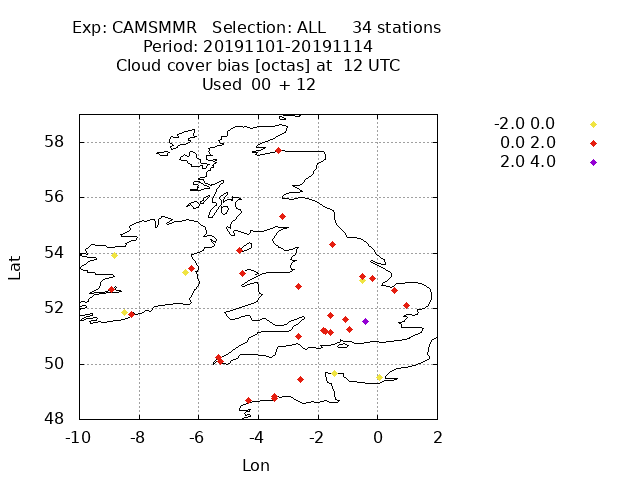 Exp: CAMSMMR Selection: ALL 34 stations
Period: 20191101-20191114
Cloud cover bias [octas] at 12 UTC
Used 00 + 12
-2.0 0.0
0.0 2.0
2.0 4.0
58
56
54
52
50
48
Lat
-10 -8 -6 -4 -2 0 2
Lon